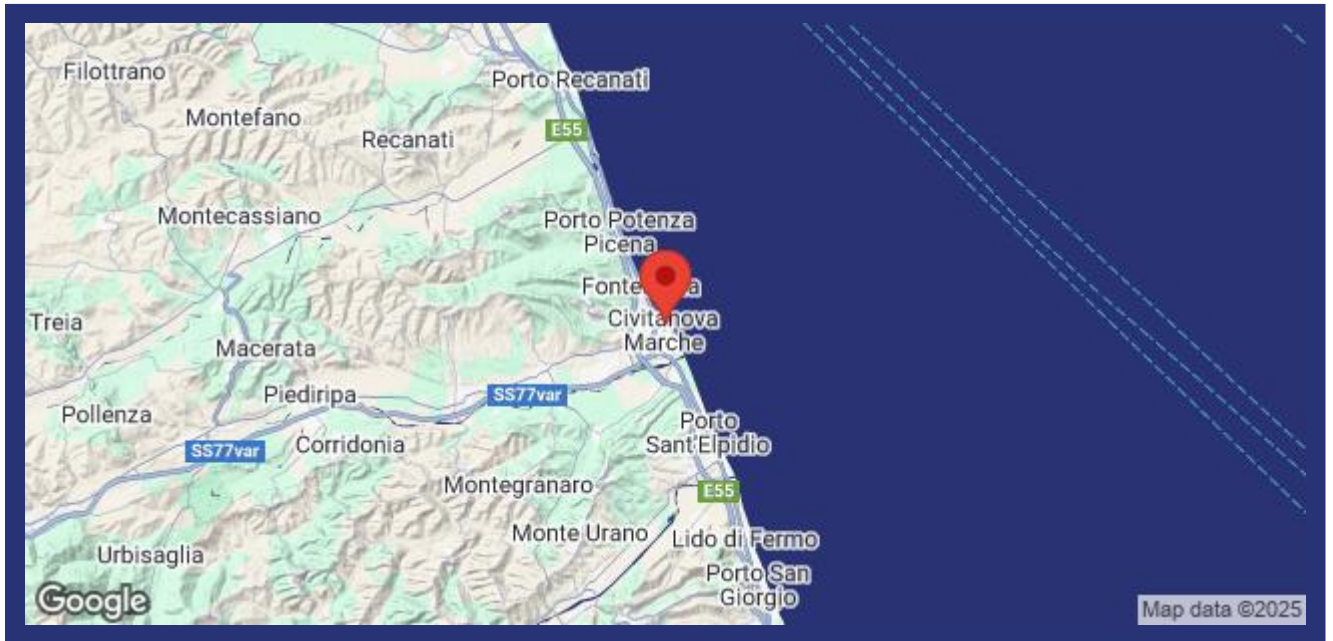 Filottrano
Porto Recanati
Montefano
E55
Recanati
Montecassiano
Porto Potenza
Picena
Civitanova
Marche
Treia
Macerata
Piediripa
SS77var
Pollenza
Porto
Sant'Elpidio
SS77var
Corridonia
Montegranaro
E55
Monte Urano
Lido di Fermo
Urbisaglia
Porto San
Giorgio
Google
Map data ©2025